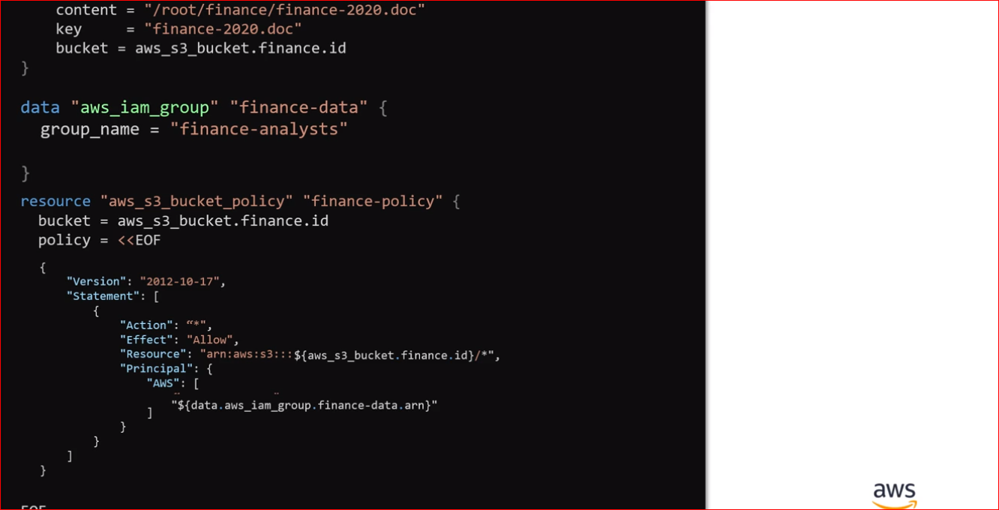 content = "/root/finance/finance-2020.doc"
key     = "finance-2020.doc"
bucket = aws_s3_bucket.finance.id
}
data "aws_iam_group" "finance-data" {
group_name = "finance-analysts"
}
resource "aws_s3_bucket_policy" "finance-policy" {
bucket = aws_s3_bucket.finance.id
policy = <<EOF
{
"Version": "2012-10-17",
"Statement": [
{
"Action": “*",
"Effect": "Allow",
"Resource": "arn:aws:s3:::${aws_s3_bucket.finance.id}/*",
"Principal": {
"AWS": [
"${data.aws_iam_group.finance-data.arn}"
]
}
}
]
}
EOF
aws